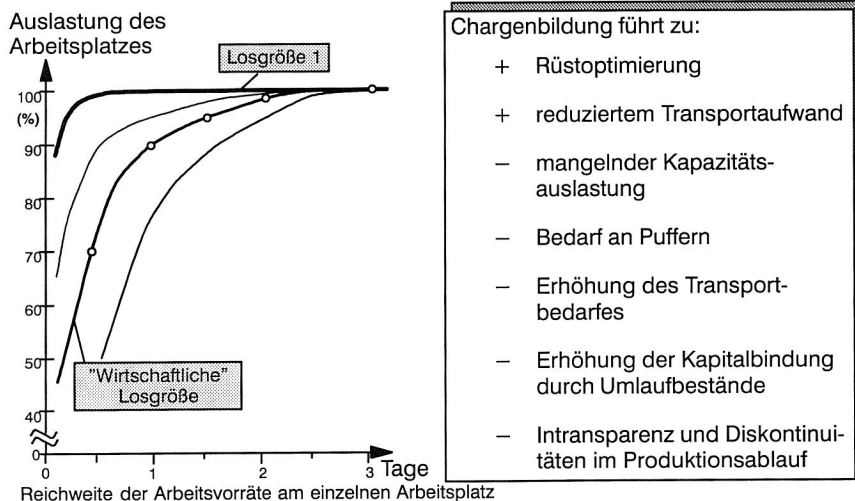 Auslastung des
Arbeitsplatzes
Losgröße 1
100
(%)
90
80
70
60
50
40
0
"Wirtschaftliche"
Losgröße
0
1
2
3
Tage
Reichweite der Arbeitsvorräte am einzelnen Arbeitsplatz
Chargenbildung führt zu:
+ Rüstoptimierung
+ reduziertem Transportaufwand
− mangelnder Kapazitäts-
auslastung
− Bedarf an Puffern
− Erhöhung des Transport-
bedarfes
− Erhöhung der Kapitalbindung
durch Umlaufbestände
− Intransparenz und Diskontinui-
täten im Produktionsablauf